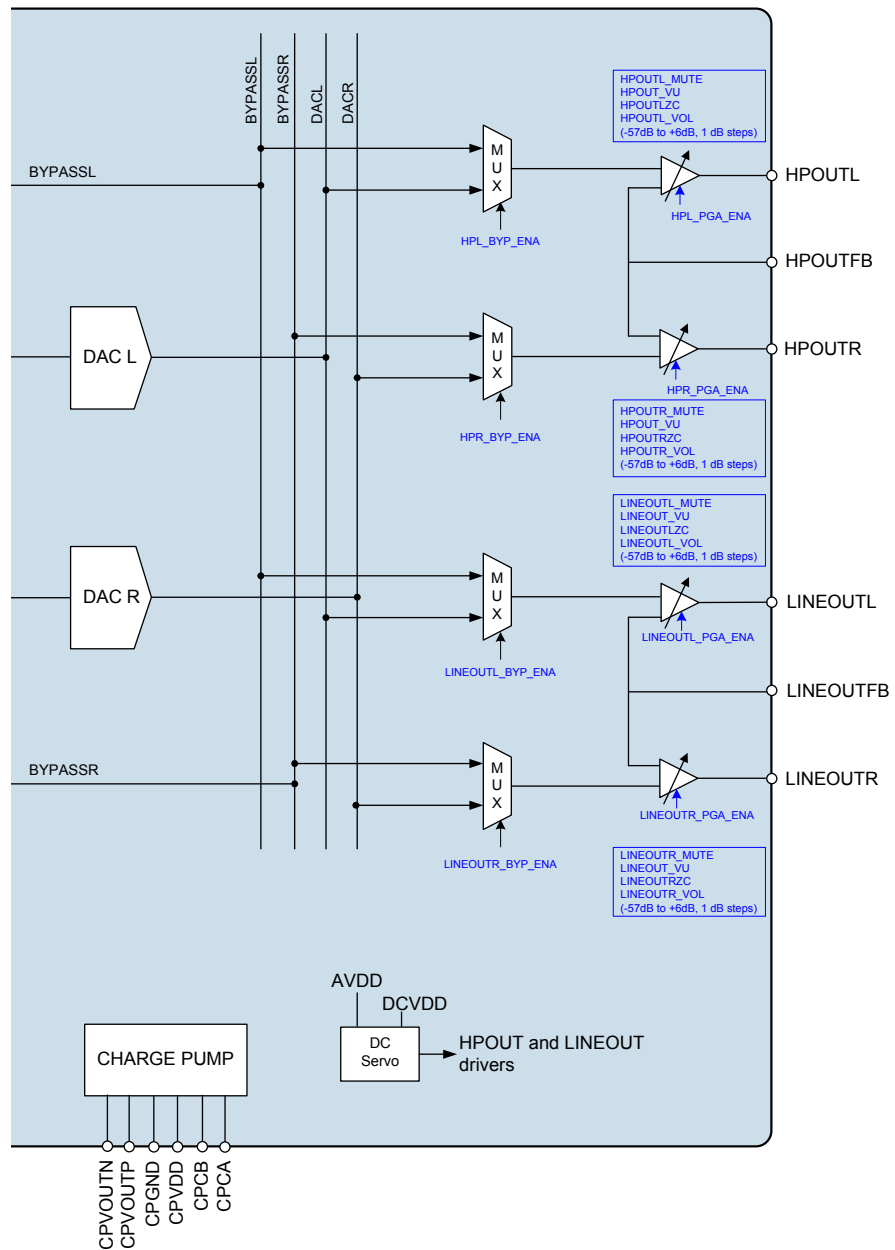 BYPASSL
BYPASSR
DACL
DACR
HPOUTL_MUTE
HPOUT_VU
HPOUTLZC
HPOUTL_VOL
(-57dB to +6dB, 1 dB steps)
MUX
BYPASSL
HPOUTL
HPL_PGA_ENA
HPL_BYP_ENA
HPOUTFB
DAC L
MUX
HPOUTR
HPR_PGA_ENA
HPR_BYP_ENA
HPOUTR_MUTE
HPOUT_VU
HPOUTRZC
HPOUTR_VOL
(-57dB to +6dB, 1 dB steps)
LINEOUTL_MUTE
LINEOUT_VU
LINEOUTLZC
LINEOUTL_VOL
(-57dB to +6dB, 1 dB steps)
DAC R
MUX
LINEOUTL
LINEOUTL_PGA_ENA
LINEOUTL_BYP_ENA
LINEOUTFB
BYPASSR
MUX
LINEOUTR
LINEOUTR_PGA_ENA
LINEOUTR_BYP_ENA
LINEOUTR_MUTE
LINEOUT_VU
LINEOUTRZC
LINEOUTR_VOL
(-57dB to +6dB, 1 dB steps)
AVDD
DCVDD
CHARGE PUMP
DC
Servo
HPOUT and LINEOUT
drivers
CPVOUTN
CPVOUTP
CPGND
CPVDD
CPCB
CPCA